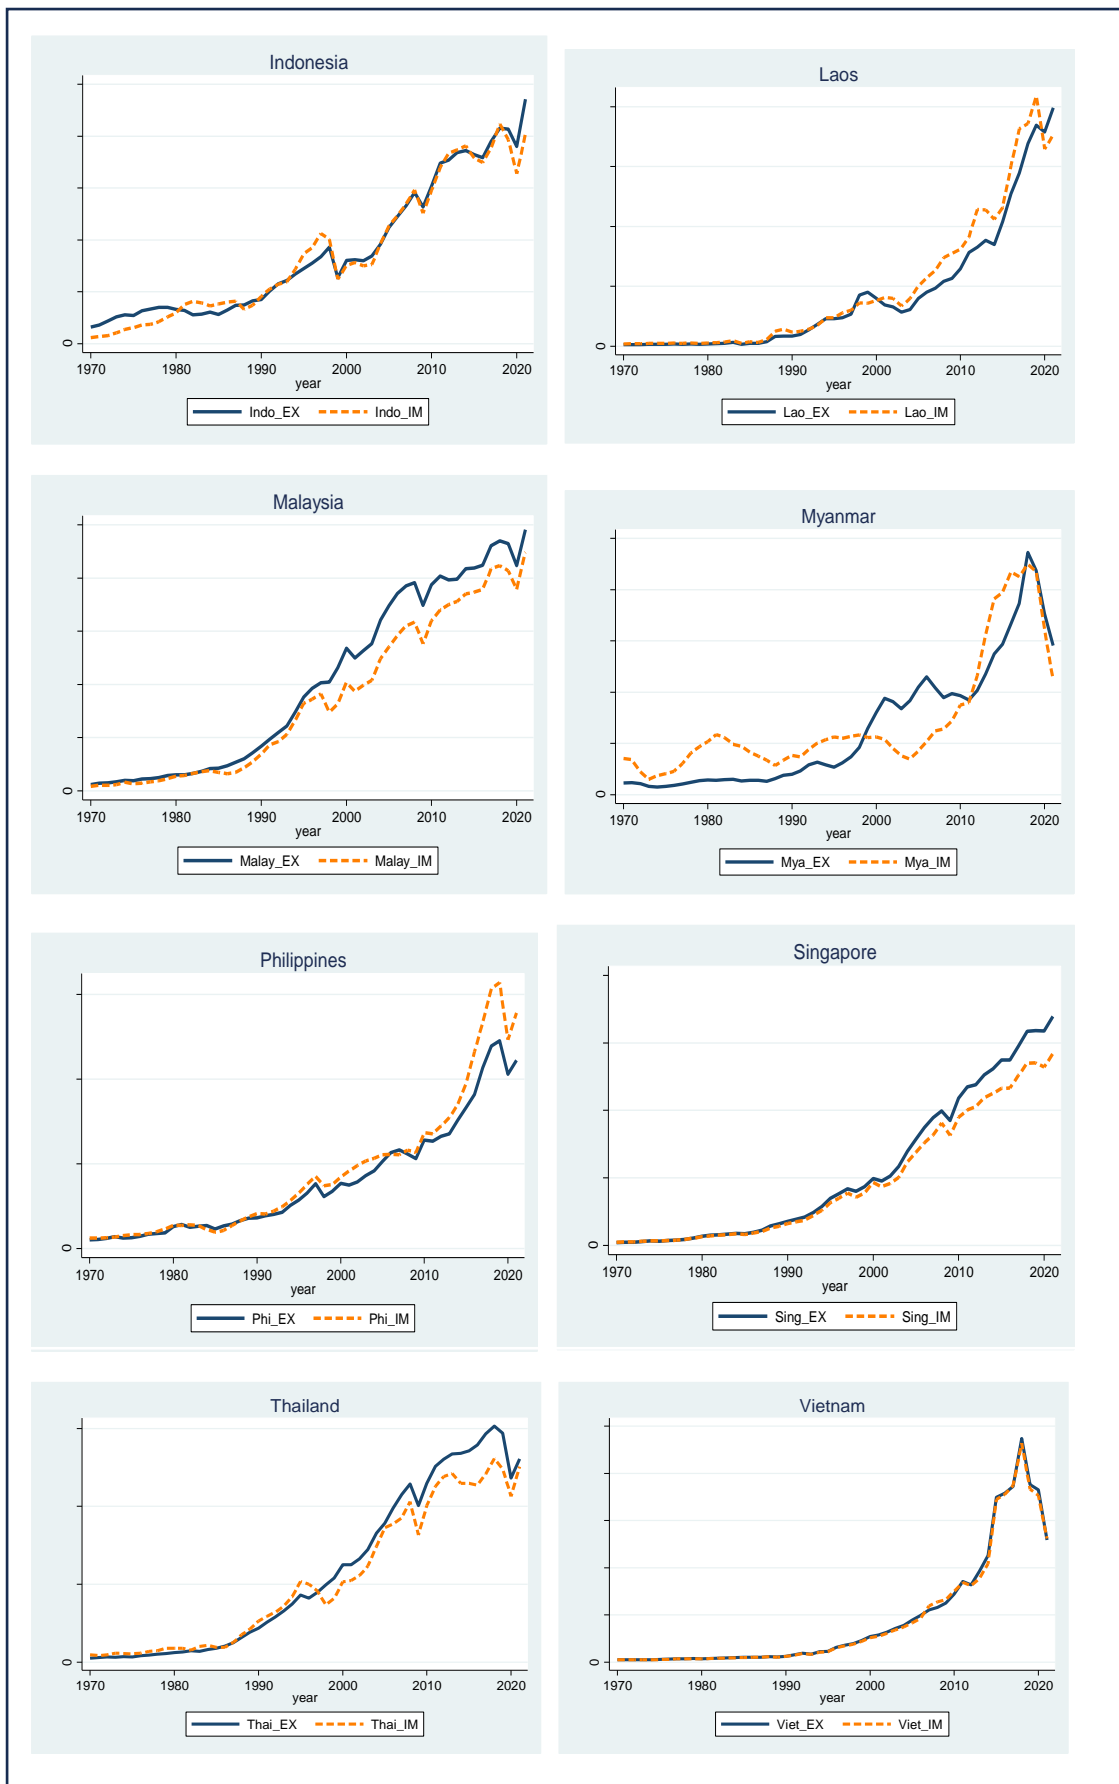 Indonesia
0
1970 1980 1990 2000 2010 2020
year
Indo_EX Indo_IM
Laos
0
1970 1980 1990 2000 2010 2020
year
Lao_EX Lao_IM
Malaysia
0
1970 1980 1990 2000 2010 2020
year
Malay_EX Malay_IM
Myanmar
0
1970 1980 1990 2000 2010 2020
year
Mya_EX Mya_IM
Philippines
0
1970 1980 1990 2000 2010 2020
year
Phi_EX Phi_IM
Singapore
0
1970 1980 1990 2000 2010 2020
year
Sing_EX Sing_IM
Thailand
0
1970 1980 1990 2000 2010 2020
year
Thai_EX Thai_IM
Vietnam
0
1970 1980 1990 2000 2010 2020
year
Viet_EX Viet_IM